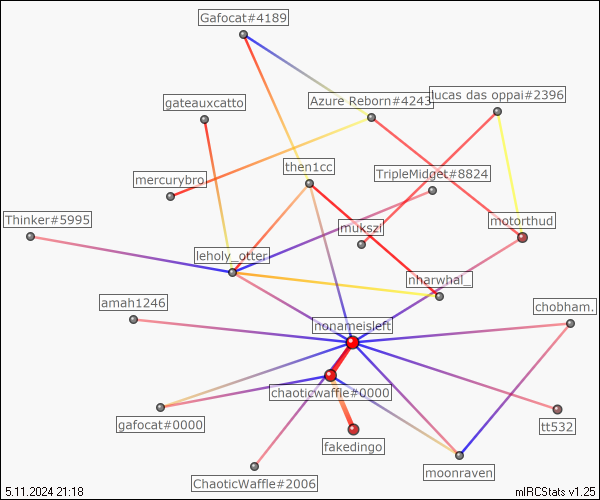 Gafocat#4189
gateauxcatto
Azure Reborn#4243
lucas das oppai#2396
then1cc
TripleMidget#8824
mercurybro
Thinker#5995
mukszi
motorthud
leholy_otter
nharwhal_
amah1246
nonameisleft
chobham.
chaoticwaffle#0000
gafocat#0000
fakedingo
tt532
ChaoticWaffle#2006
moonraven
5.11.2024 21:18
mIRCStats v1.25